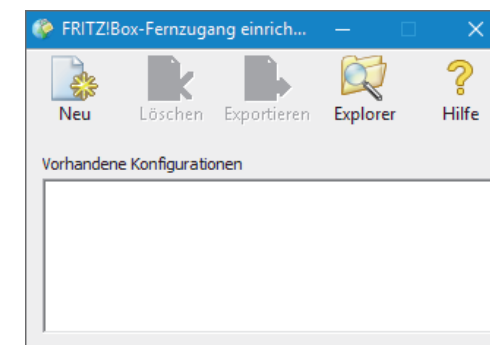 FRITZ!Box-Fernzugang einrich...
Neu Löschen Exportieren Explorer Hilfe
Vorhandene Konfigurationen